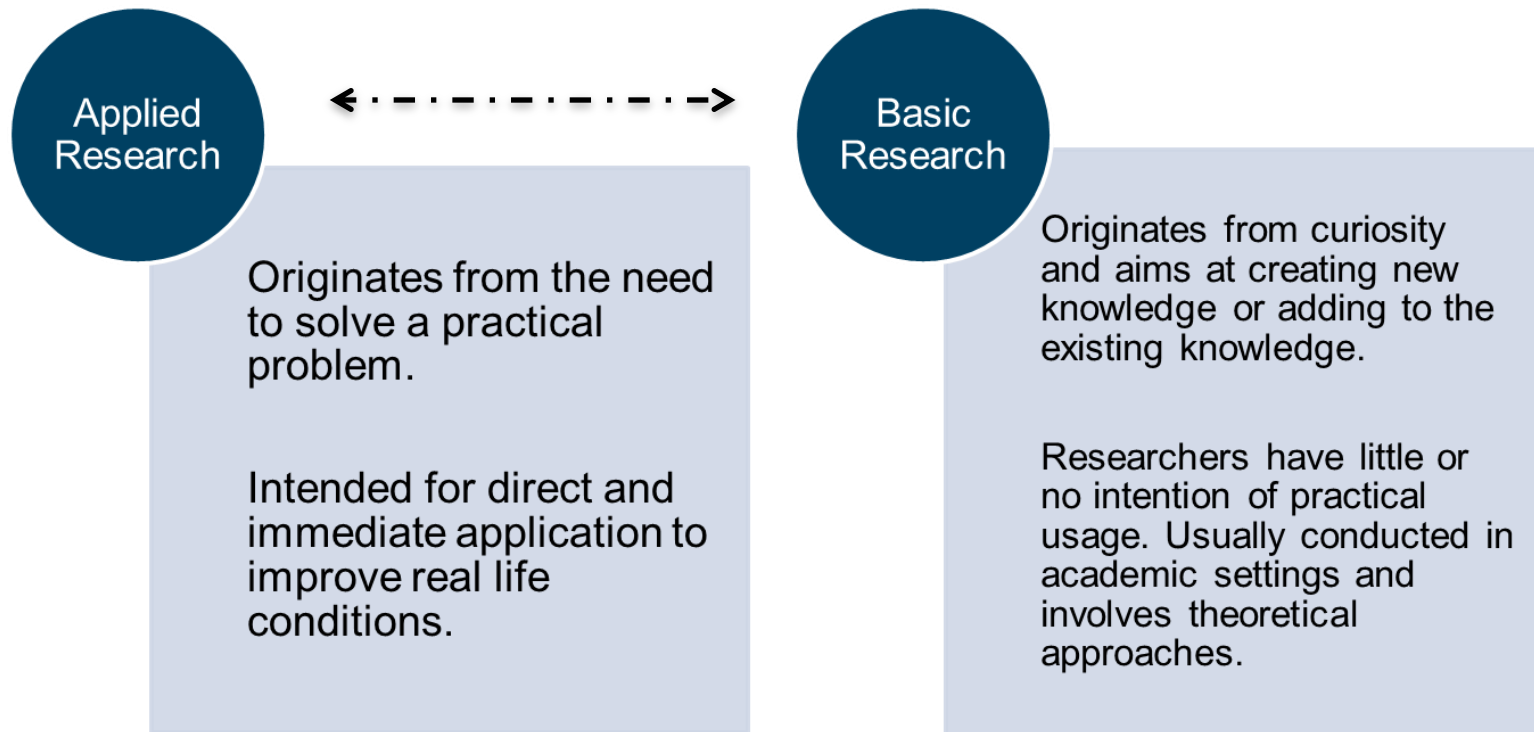 Applied
Research
Originates from the need
to solve a practical
problem.
Intended for direct and
immediate application to
improve real life
conditions.
Basic
Research
Originates from curiosity
and aims at creating new
knowledge or adding to the
existing knowledge.
Researchers have little or
no intention of practical
usage. Usually conducted in
academic settings and
involves theoretical
approaches.